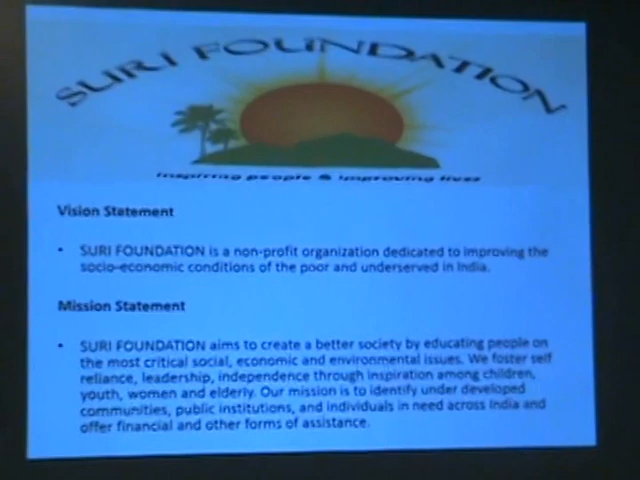 SURI FOUNDATION
Inspiring people & improving lives
Vision Statement
• SURI FOUNDATION is a non-profit organization dedicated to improving the
socio-economic conditions of the poor and underserved in India.
Mission Statement
• SURI FOUNDATION aims to create a better society by educating people on
the most critical social, economic and environmental issues. We foster self
reliance, leadership, independence through inspiration among children,
youth, women and elderly. Our mission is to identify under developed
communities, public institutions, and individuals in need across India and
offer financial and other forms of assistance.